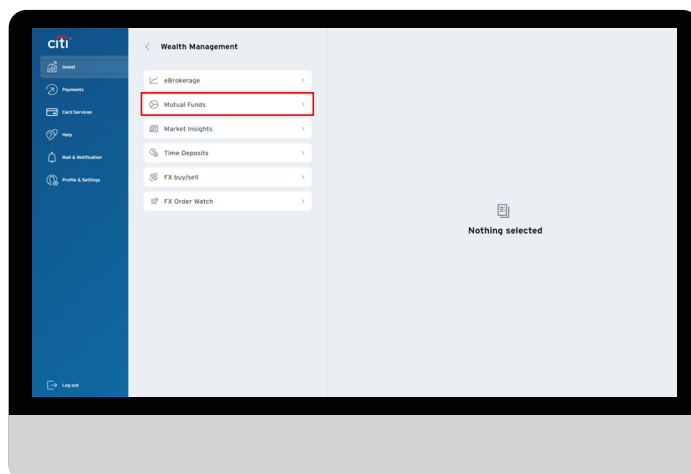 citi
Invest
Payments
Card Services
Help
Mail & Notification
Profile & Settings
Log out
Wealth Management
eBrokerage
Mutual Funds
Market Insights
Time Deposits
FX buy/sell
FX Order Watch
Nothing selected